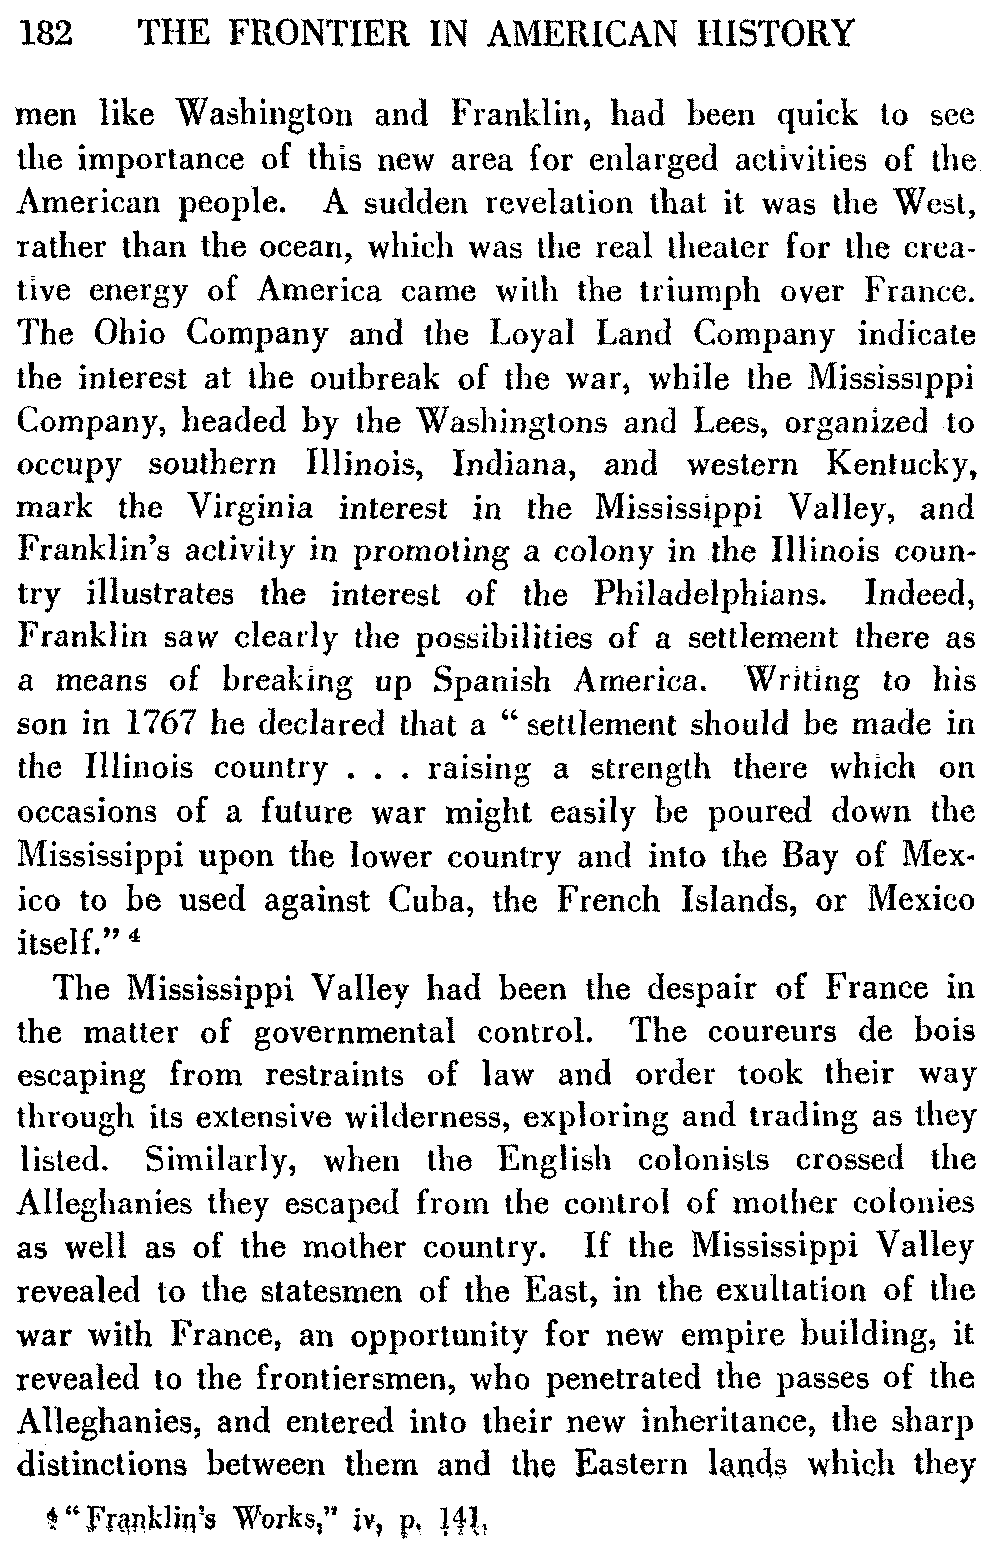 182 THE FRONTIER IN AMERICAN HISTORY
men like Washington and Franklin, had been quick to see
the importance of this new area for enlarged activities of the
American people. A sudden revelation that it was the West,
rather than the ocean, which was the real theater for the crea-
tive energy of America came with the triumph over France.
The Ohio Company and the Loyal Land Company indicate
the interest at the outbreak of the war, while the Mississippi
Company, headed by the Washingtons and Lees, organized to
occupy southern Illinois, Indiana, and western Kentucky,
mark the Virginia interest in the Mississippi Valley, and
Franklin's activity in promoting a colony in the Illinois coun-
try illustrates the interest of the Philadelphians. Indeed,
Franklin saw clearly the possibilities of a settlement there as
a means of breaking up Spanish America. Writing to his
son in 1767 he declared that a "settlement should be made in
the Illinois country . . . raising a strength there which on
occasions of a future war might easily be poured down the
Mississippi upon the lower country and into the Bay of Mex-
ico to be used against Cuba, the French Islands, or Mexico
itself." 4
The Mississippi Valley had been the despair of France in
the matter of governmental control. The coureurs de bois
escaping from restraints of law and order took their way
through its extensive wilderness, exploring and trading as they
listed. Similarly, when the English colonists crossed the
Alleghanies they escaped from the control of mother colonies
as well as of the mother country. If the Mississippi Valley
revealed to the statesmen of the East, in the exultation of the
war with France, an opportunity for new empire building, it
revealed to the frontiersmen, who penetrated the passes of the
Alleghanies, and entered into their new inheritance, the sharp
distinctions between them and the Eastern lands which they
4 "Franklin's Works," iv, p. 141.